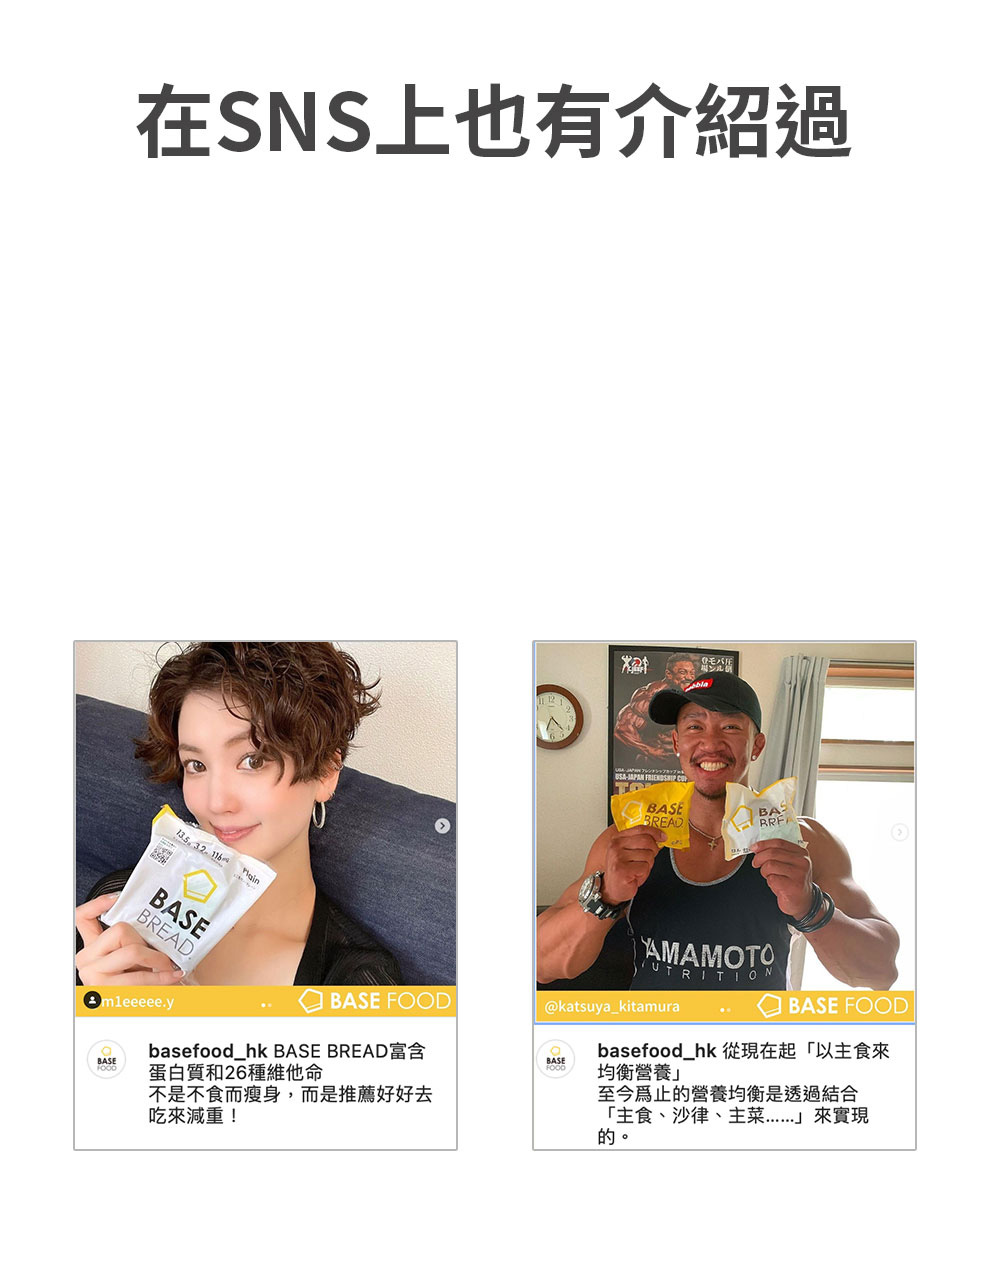 在SNS上也有介紹過
13.5g 3.2g 116mg
Plain
BASE
BREAD
m1eeeee.y
BASE FOOD
BASE
FOOD
basefood_hk BASE BREAD富含
蛋白質和26種維他命
不是不食而瘦身，而是推薦好好去
吃來減重！
USA-JAPAN FRIENDSHIP CUP
BASE
BREAD
YAMAMOTO
NUTRITION
@katsuya_kitamura
BASE FOOD
BASE
FOOD
basefood_hk 從現在起「以主食來
均衡營養」
至今爲止的營養均衡是透過結合
「主食、沙律、主菜……」來實現
的。